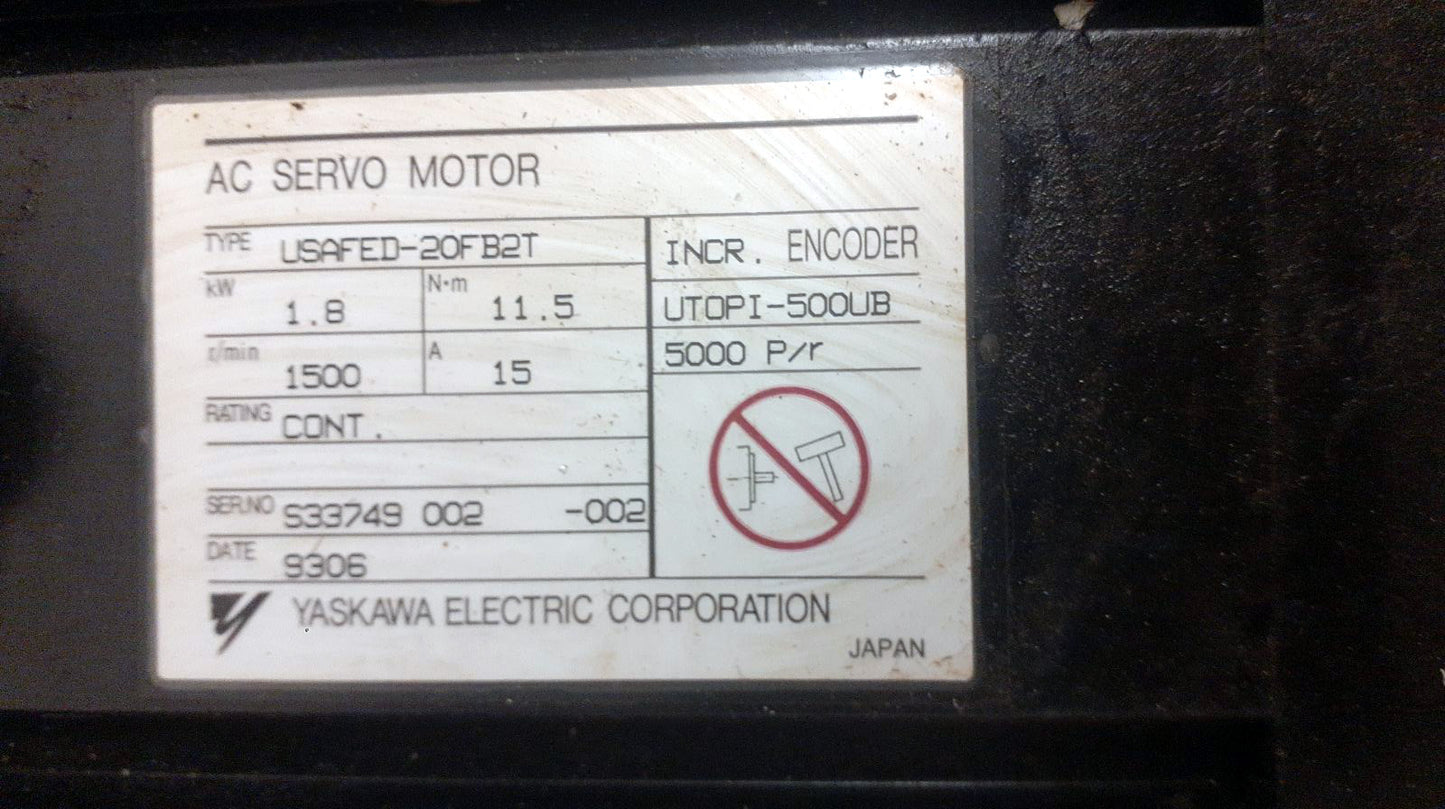 AC SERVO MOTOR
TYPE USAFED-20FB2T
kW 1.8 N·m 11.5
r/min 1500 A 15
RATING CONT.
SER.NO S33749 002 -002
DATE 9306
INCR. ENCODER
UTOPI-500UB
5000 P/r
YASKAWA ELECTRIC CORPORATION
JAPAN